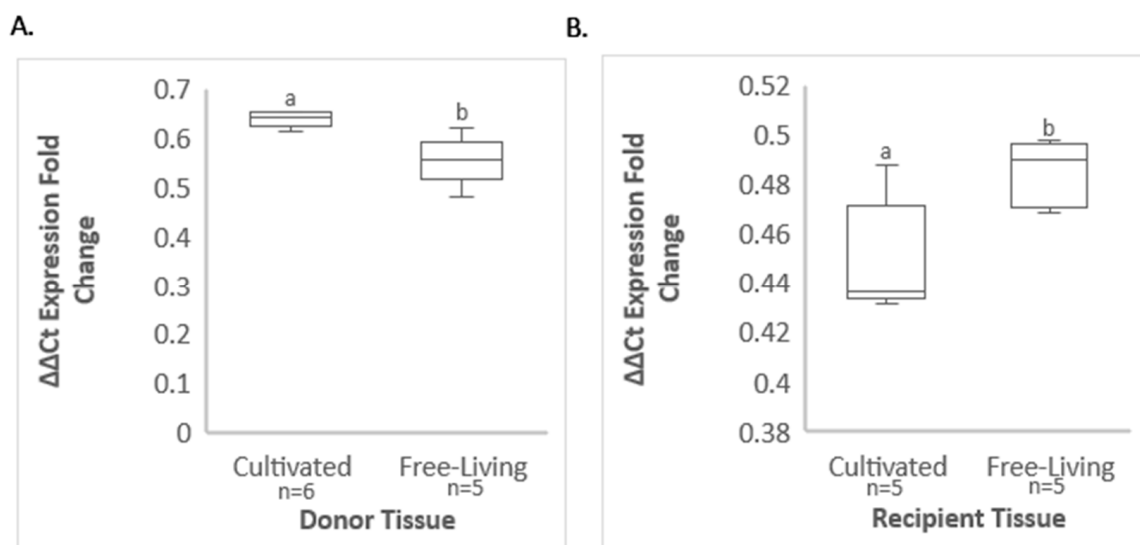 A.
ΔΔCt Expression Fold
Change
0.7
0.6
0.5
0.4
0.3
0.2
0.1
0
a
b
Cultivated
n=6
Free-Living
n=5
Donor Tissue
B.
ΔΔCt Expression Fold
Change
0.52
0.5
0.48
0.46
0.44
0.42
0.4
0.38
a
b
Cultivated
n=5
Free-Living
n=5
Recipient Tissue